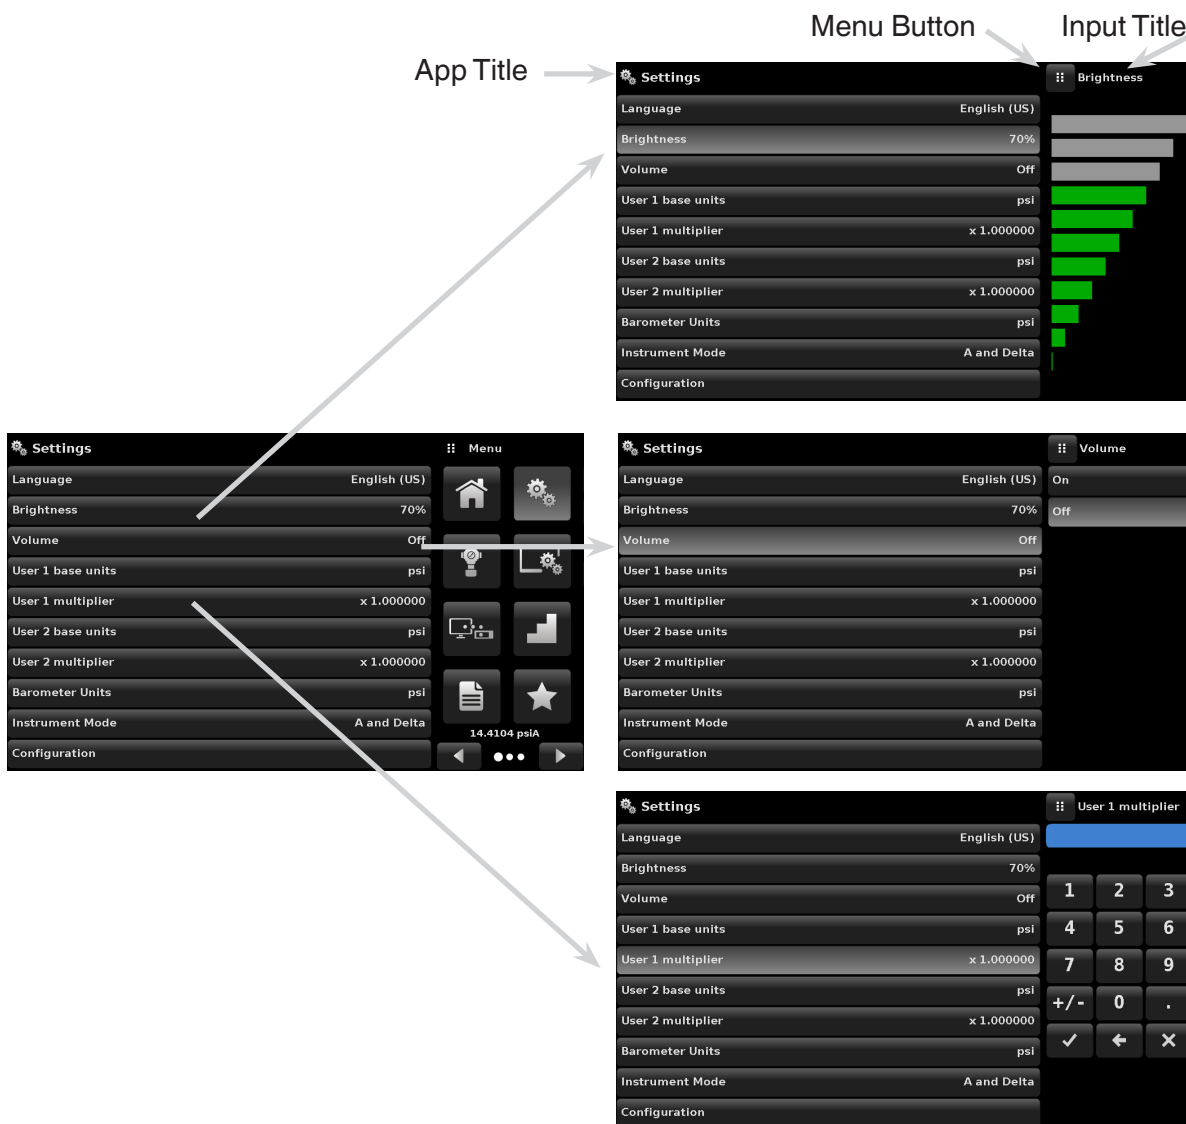 Menu Button
Input Title
App Title
Settings
Brightness
Language English (US)
Brightness 70%
Volume Off
User 1 base units psi
User 1 multiplier x 1.000000
User 2 base units psi
User 2 multiplier x 1.000000
Barometer Units psi
Instrument Mode A and Delta
Configuration
Settings
Menu
Language English (US)
Brightness 70%
Volume Off
User 1 base units psi
User 1 multiplier x 1.000000
User 2 base units psi
User 2 multiplier x 1.000000
Barometer Units psi
Instrument Mode A and Delta
Configuration
14.4104 psiA
Settings
Volume
Language English (US)
Brightness 70%
Volume Off
User 1 base units psi
User 1 multiplier x 1.000000
User 2 base units psi
User 2 multiplier x 1.000000
Barometer Units psi
Instrument Mode A and Delta
Configuration
On
Off
Settings
User 1 multiplier
Language English (US)
Brightness 70%
Volume Off
User 1 base units psi
User 1 multiplier x 1.000000
User 2 base units psi
User 2 multiplier x 1.000000
Barometer Units psi
Instrument Mode A and Delta
Configuration
1 2 3
4 5 6
7 8 9
+/- 0 .